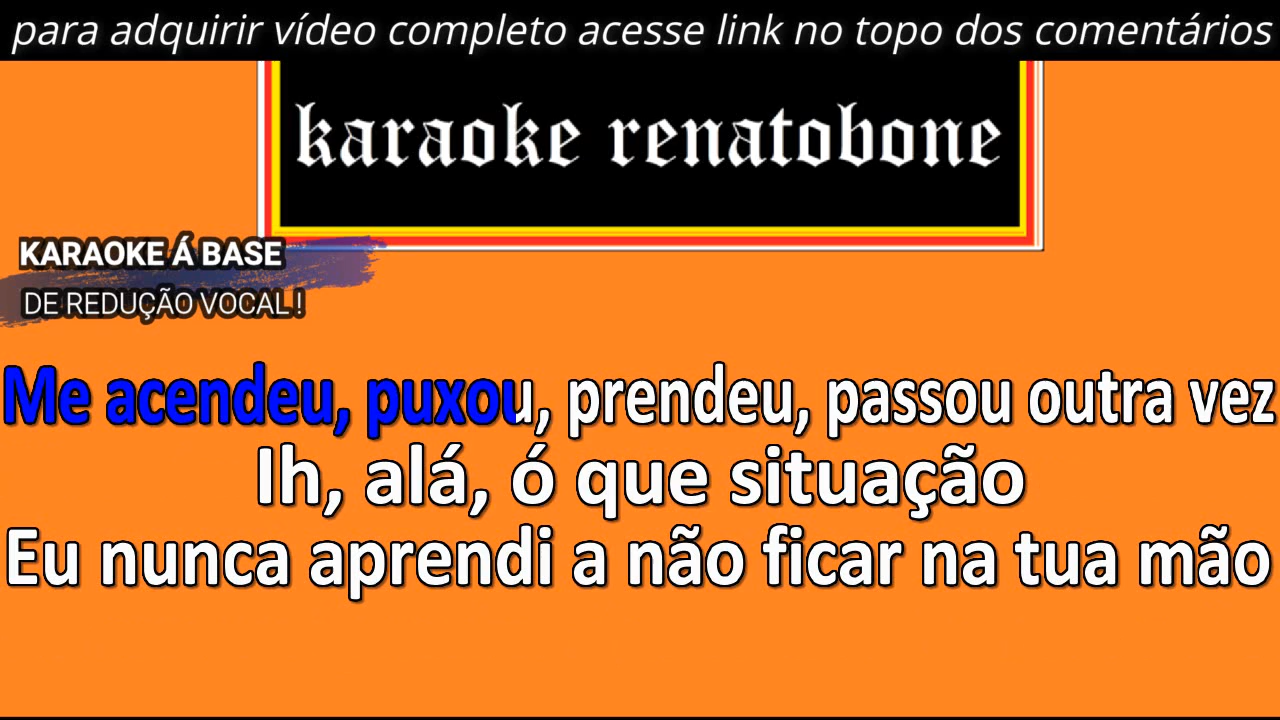 para adquirir vídeo completo acesse link no topo dos comentários
karaoke renatobone
KARAOKE Á BASE
DE REDUÇÃO VOCAL !
Me acendeu, puxou, prendeu, passou outra vez
Ih, alá, ó que situação
Eu nunca aprendi a não ficar na tua mão